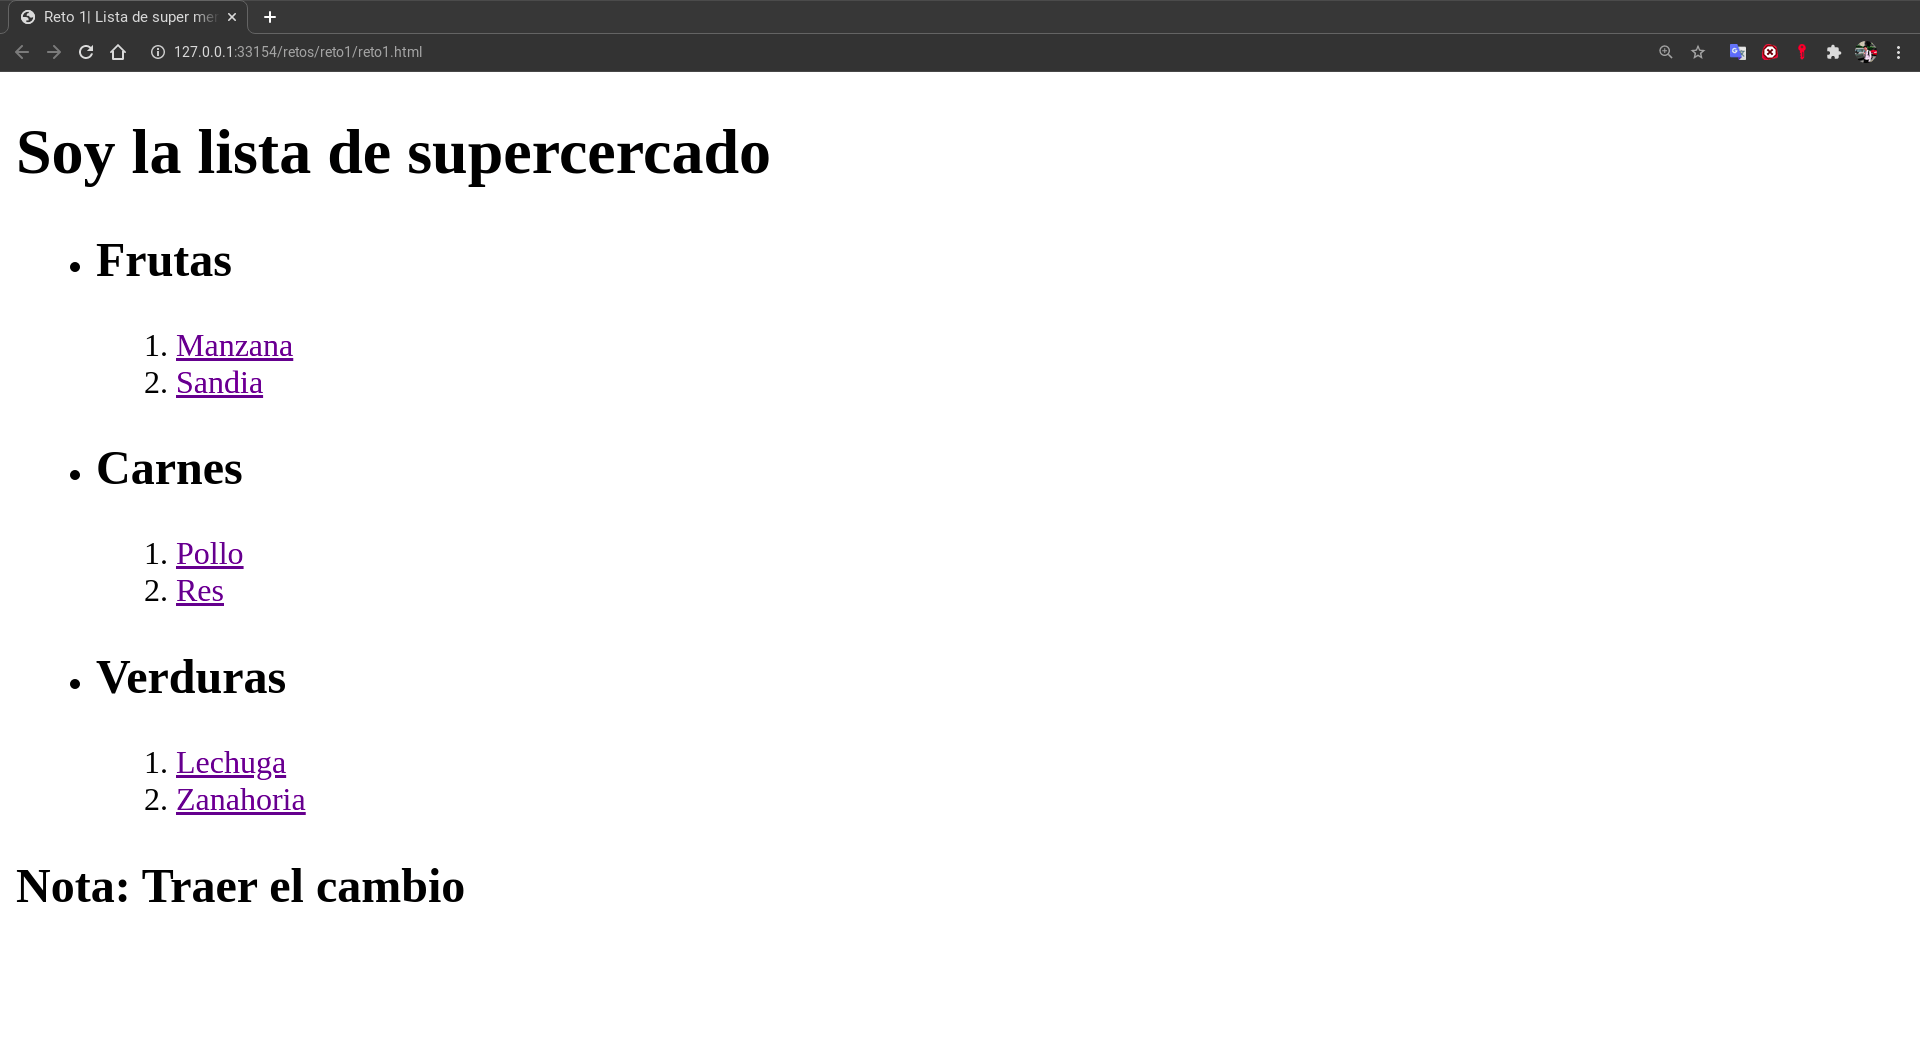 Reto 1| Lista de super mer
127.0.0.1:33154/retos/reto1/reto1.html
Soy la lista de supercercado
• Frutas
1. Manzana
2. Sandia
• Carnes
1. Pollo
2. Res
• Verduras
1. Lechuga
2. Zanahoria
Nota: Traer el cambio